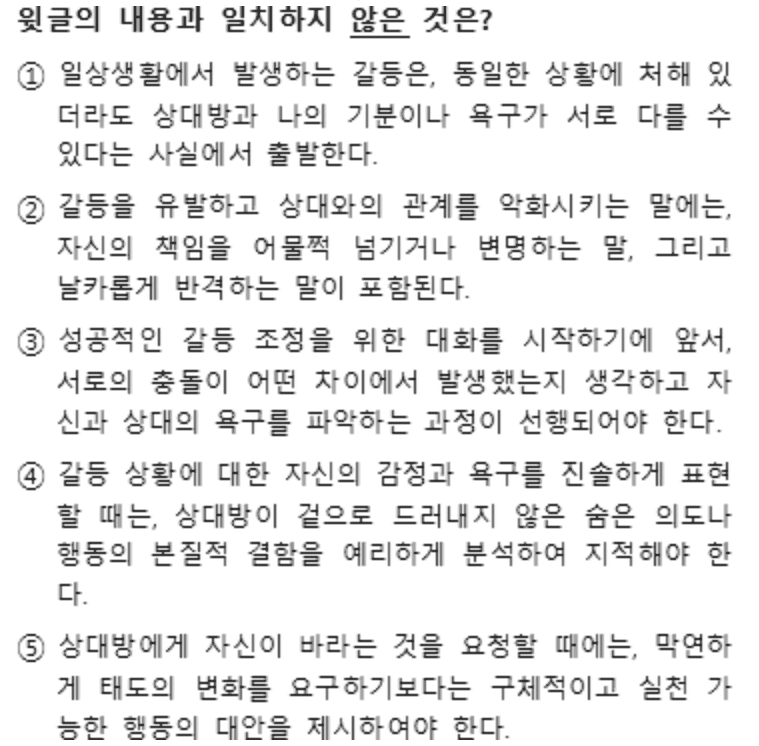 윗글의 내용과 일치하지 않은 것은?
① 일상생활에서 발생하는 갈등은, 동일한 상황에 처해 있
더라도 상대방과 나의 기분이나 욕구가 서로 다를 수
있다는 사실에서 출발한다.
② 갈등을 유발하고 상대와의 관계를 악화시키는 말에는,
자신의 책임을 어물쩍 넘기거나 변명하는 말, 그리고
날카롭게 반격하는 말이 포함된다.
③ 성공적인 갈등 조정을 위한 대화를 시작하기에 앞서,
서로의 충돌이 어떤 차이에서 발생했는지 생각하고 자
신과 상대의 욕구를 파악하는 과정이 선행되어야 한다.
④ 갈등 상황에 대한 자신의 감정과 욕구를 진솔하게 표현
할 때는, 상대방이 겉으로 드러내지 않은 숨은 의도나
행동의 본질적 결함을 예리하게 분석하여 지적해야 한
다.
⑤ 상대방에게 자신이 바라는 것을 요청할 때에는, 막연하
게 태도의 변화를 요구하기보다는 구체적이고 실천 가
능한 행동의 대안을 제시하여야 한다.